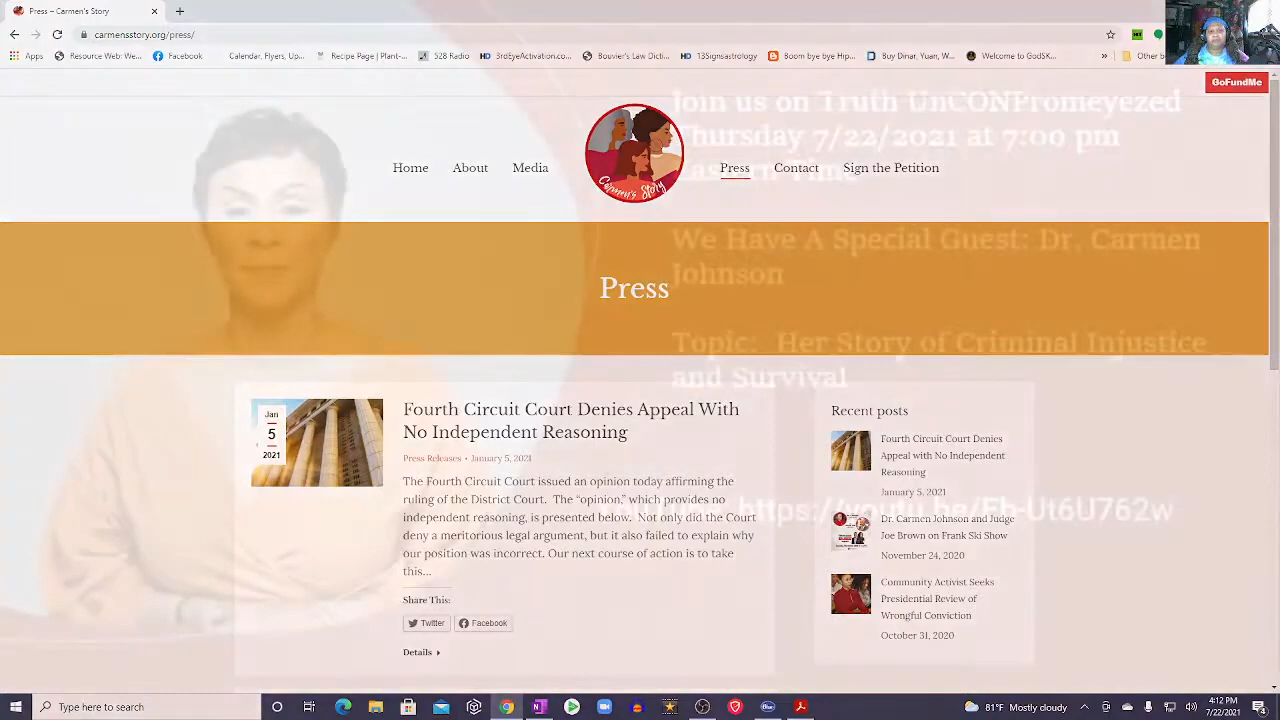 Press – Carmen's Story
carmensstory.org/press/
Apps
Resource Web: We...
Facebook
Calendar, Flyers, Up...
Recipe Page | Plant-...
528 Rich
HD 3rdeActivation.co...
Bouvier's Law Dict...
HD 13Signsastrology
Boom bye bye Hip...
Buy Dinar, Yuan, W...
Welcome to GodSK...
»
Other b
GoFundMe
Join us on Truth UnCONPromeyezed
Thursday 7/22/2021 at 7:00 pm
Eastern Time
Home
About
Media
Carmen's Story
Press
Contact
Sign the Petition
We Have A Special Guest: Dr. Carmen
Johnson
Press
Topic: Her Story of Criminal Injustice
and Survival
Jan
5
2021
Fourth Circuit Court Denies Appeal With
No Independent Reasoning
Press Releases • January 5, 2021
The Fourth Circuit Court issued an opinion today affirming the
ruling of the District Court. The "opinion," which provides no
independent reasoning, is presented below. Not only did the Court
deny a meritorious legal argument, but it also failed to explain why
our position was incorrect. Our next course of action is to take
this...
Share This:
Twitter
Facebook
Details
Recent posts
Fourth Circuit Court Denies
Appeal with No Independent
Reasoning
January 5, 2021
Dr. Carmen Johnson and Judge
Joe Brown on Frank Ski Show
November 24, 2020
Community Activist Seeks
Presidential Review of
Wrongful Conviction
October 31, 2020
Type here to search
81°F Mostly cloudy
4:12 PM
7/22/2021